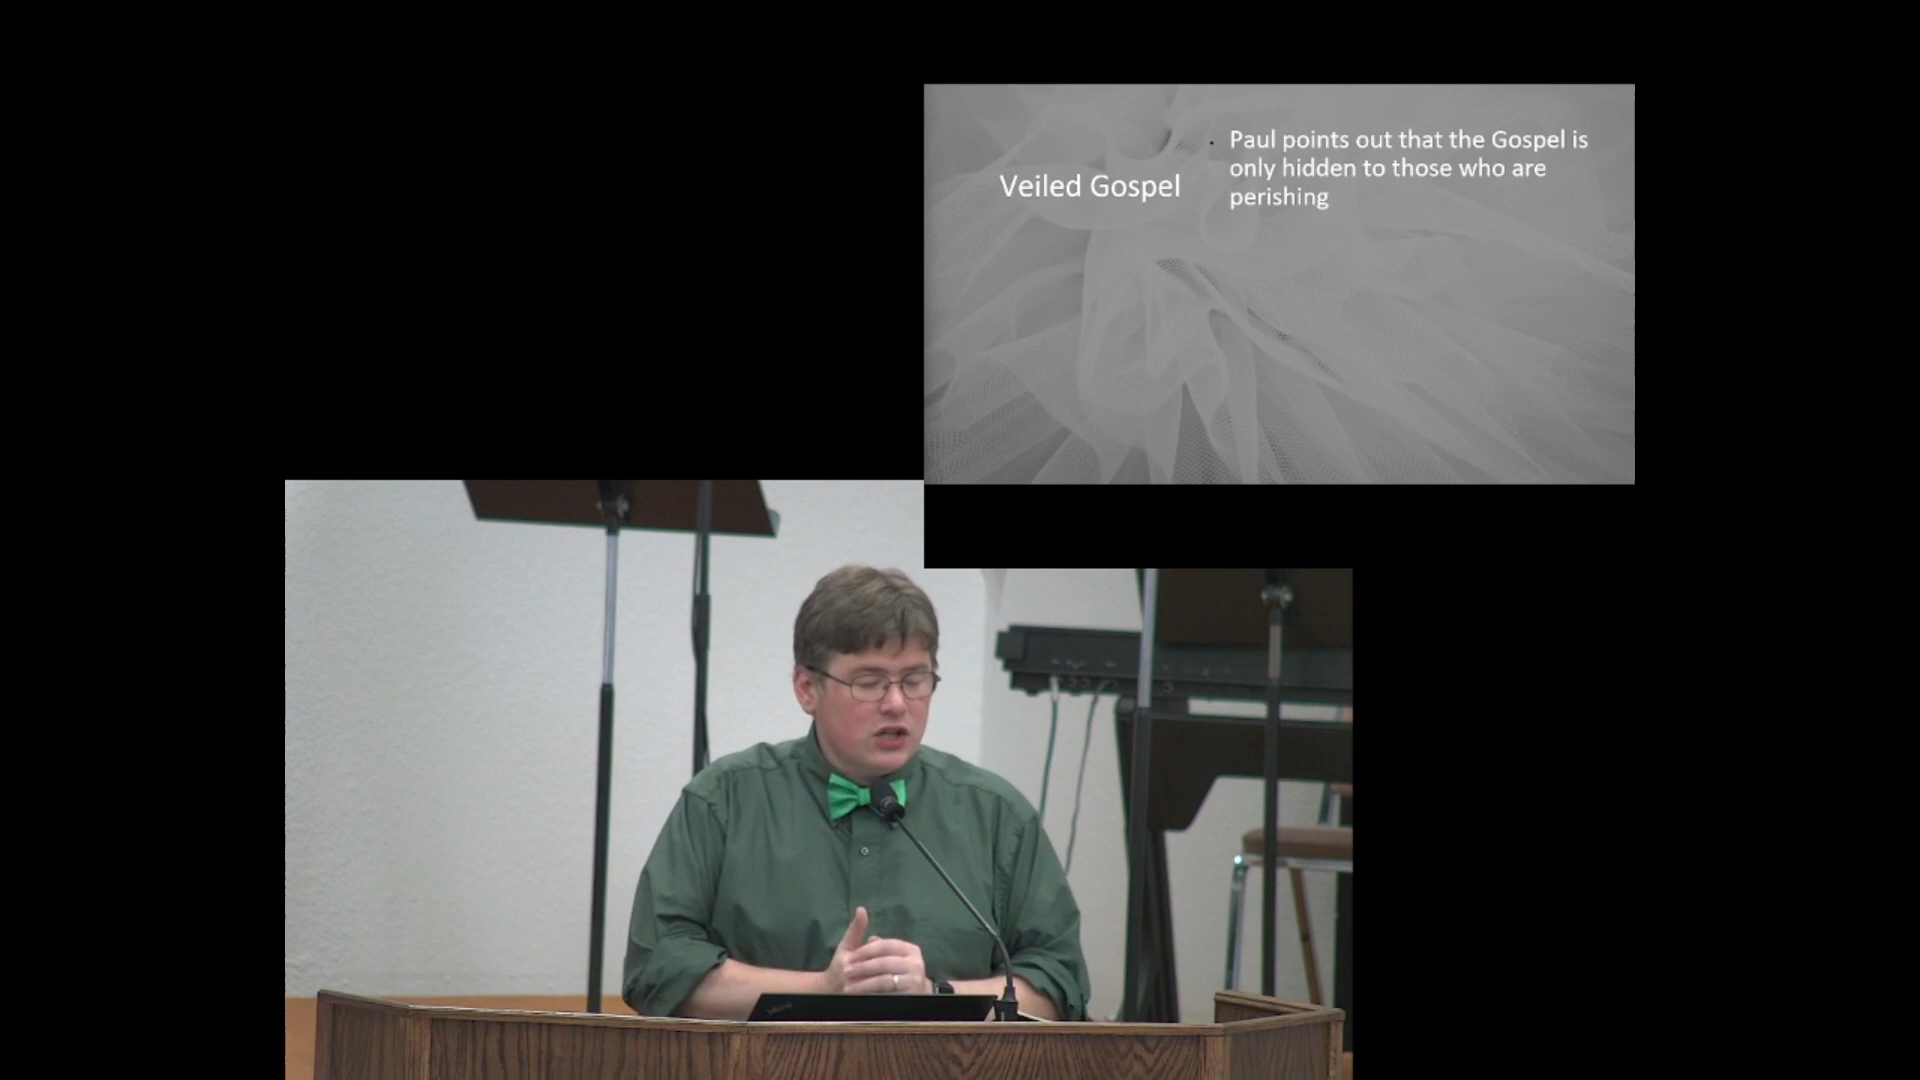 Veiled Gospel
Paul points out that the Gospel is
only hidden to those who are
perishing